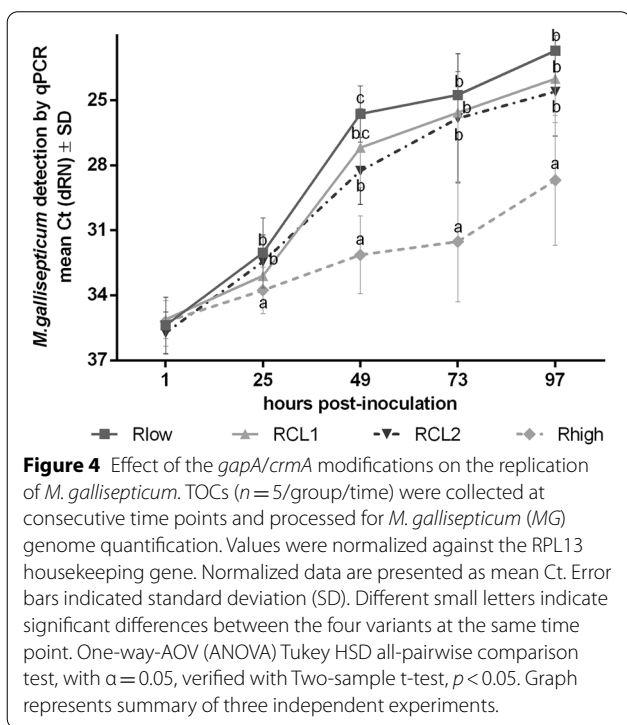 M.gallisepticum detection by qPCR
mean Ct (dRN) ± SD
25
28
31
34
37
b
b
b
c
bc
b
b
b
b
b
b
a
a
a
a
1 25 49 73 97
hours post-inoculation
Rlow RCL1 RCL2 Rhigh
Figure 4 Effect of the gapA/crmA modifications on the replication
of M. gallisepticum. TOCs (n = 5/group/time) were collected at
consecutive time points and processed for M. gallisepticum (MG)
genome quantification. Values were normalized against the RPL13
housekeeping gene. Normalized data are presented as mean Ct. Error
bars indicated standard deviation (SD). Different small letters indicate
significant differences between the four variants at the same time
point. One-way-AOV (ANOVA) Tukey HSD all-pairwise comparison
test, with α = 0.05, verified with Two-sample t-test, p < 0.05. Graph
represents summary of three independent experiments.